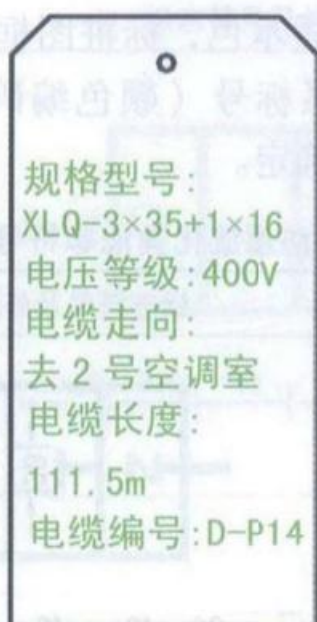 规格型号:
XLQ-3×35+1×16
电压等级:400V
电缆走向:
去2号空调室
电缆长度:
111.5m
电缆编号:D-P14